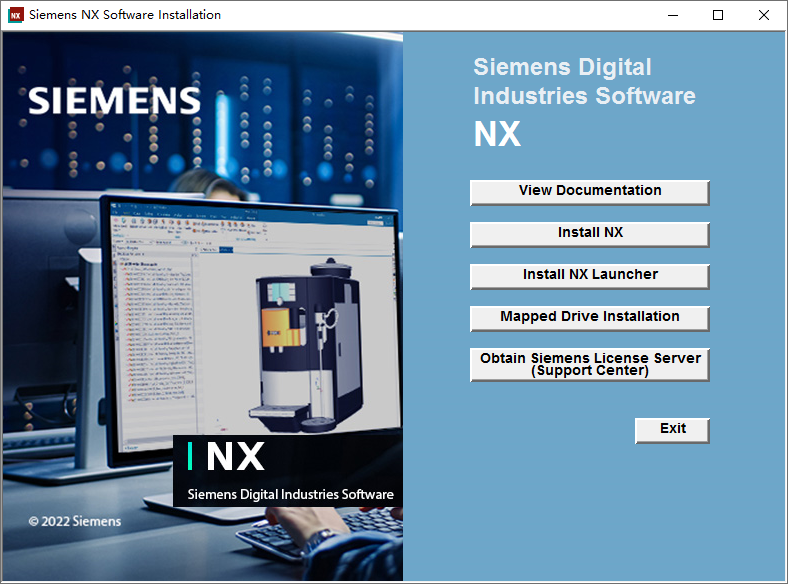 Siemens NX Software Installation
SIEMENS
NX
Siemens Digital Industries Software
© 2022 Siemens
Siemens Digital
Industries Software
NX
View Documentation
Install NX
Install NX Launcher
Mapped Drive Installation
Obtain Siemens License Server
(Support Center)
Exit